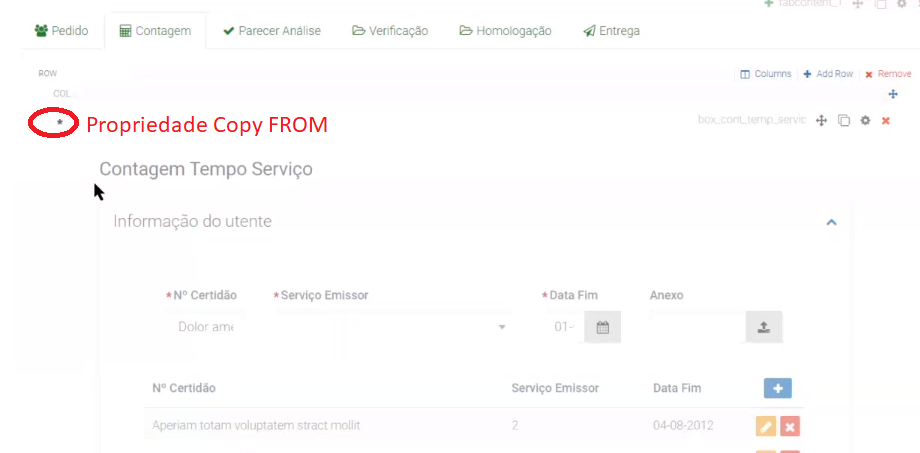 tabcontent_1
Pedido Contagem Parecer Análise Verificação Homologação Entrega
ROW Columns Add Row Remove
COL
* Propriedade Copy FROM box_cont_temp_servic
Contagem Tempo Serviço
Informação do utente
*Nº Certidão *Serviço Emissor *Data Fim Anexo
Dolor ame 01-
Nº Certidão Serviço Emissor Data Fim
Aperiam totam voluptatem stract mollit 2 04-08-2012